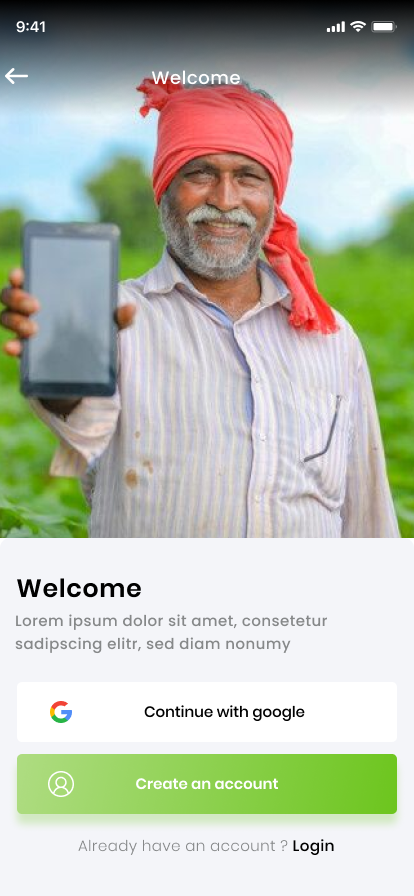 9:41
Welcome
Welcome
Lorem ipsum dolor sit amet, consetetur
sadipscing elitr, sed diam nonumy
Continue with google
Create an account
Already have an account ? Login